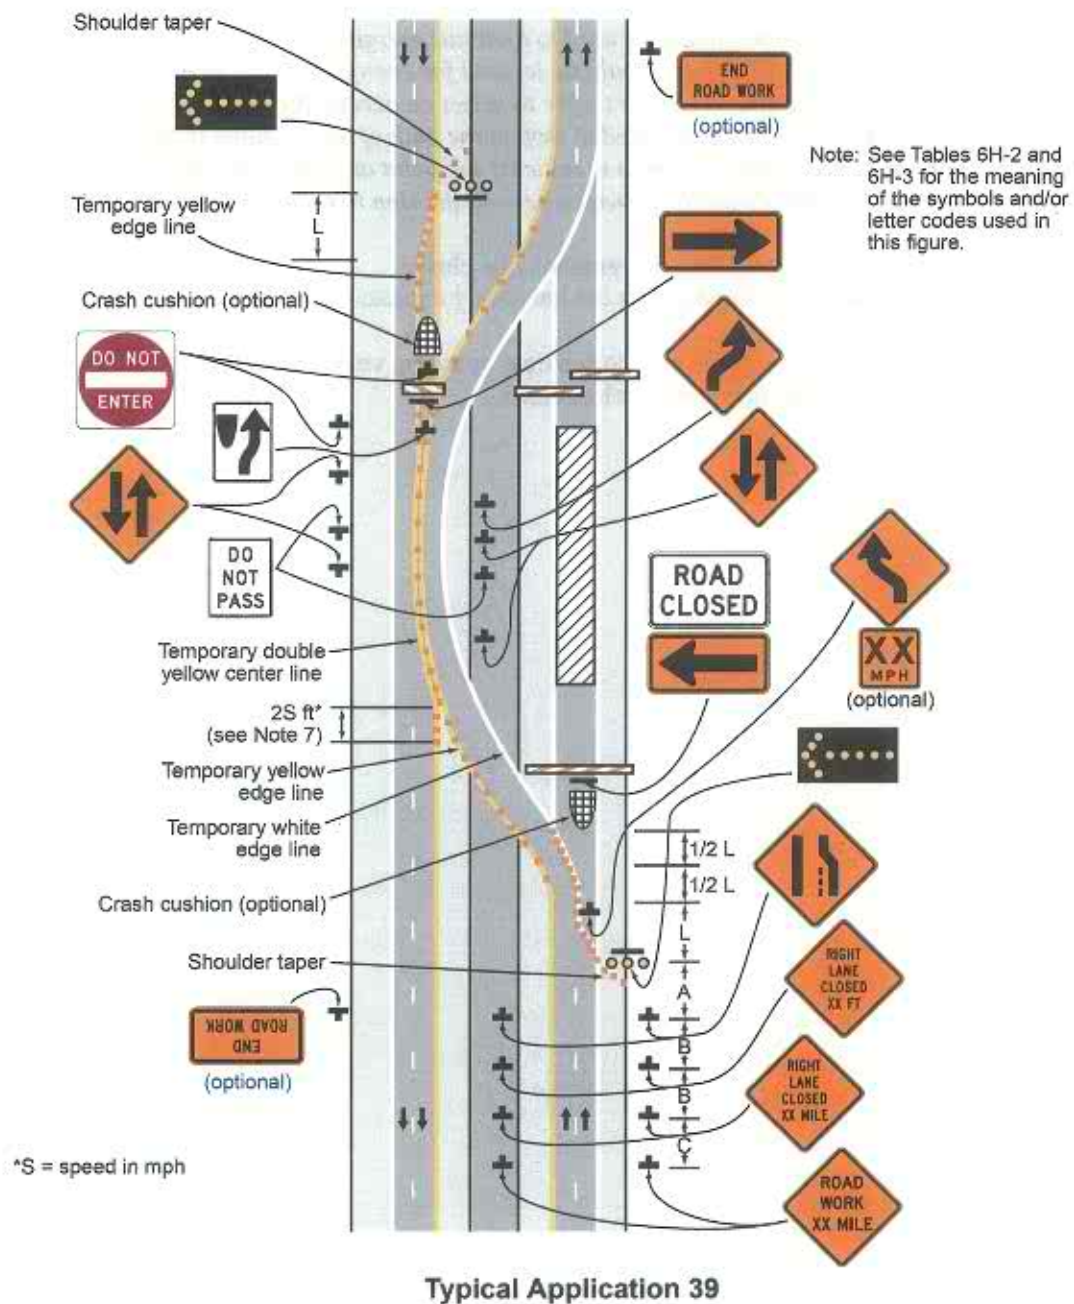 Shoulder taper
END
ROAD WORK
(optional)
Note: See Tables 6H-2 and
6H-3 for the meaning
of the symbols and/or
letter codes used in
this figure.
Temporary yellow
edge line
L
Crash cushion (optional)
DO NOT
ENTER
DO
NOT
PASS
ROAD
CLOSED
XX
MPH
(optional)
Temporary double
yellow center line
2S ft*
(see Note 7)
Temporary yellow
edge line
Temporary white
edge line
1/2 L
1/2 L
Crash cushion (optional)
L
Shoulder taper
A
RIGHT
LANE
CLOSED
XX FT
END
ROAD WORK
(optional)
B
B
RIGHT
LANE
CLOSED
XX MILE
C
*S = speed in mph
ROAD
WORK
XX MILE
Typical Application 39